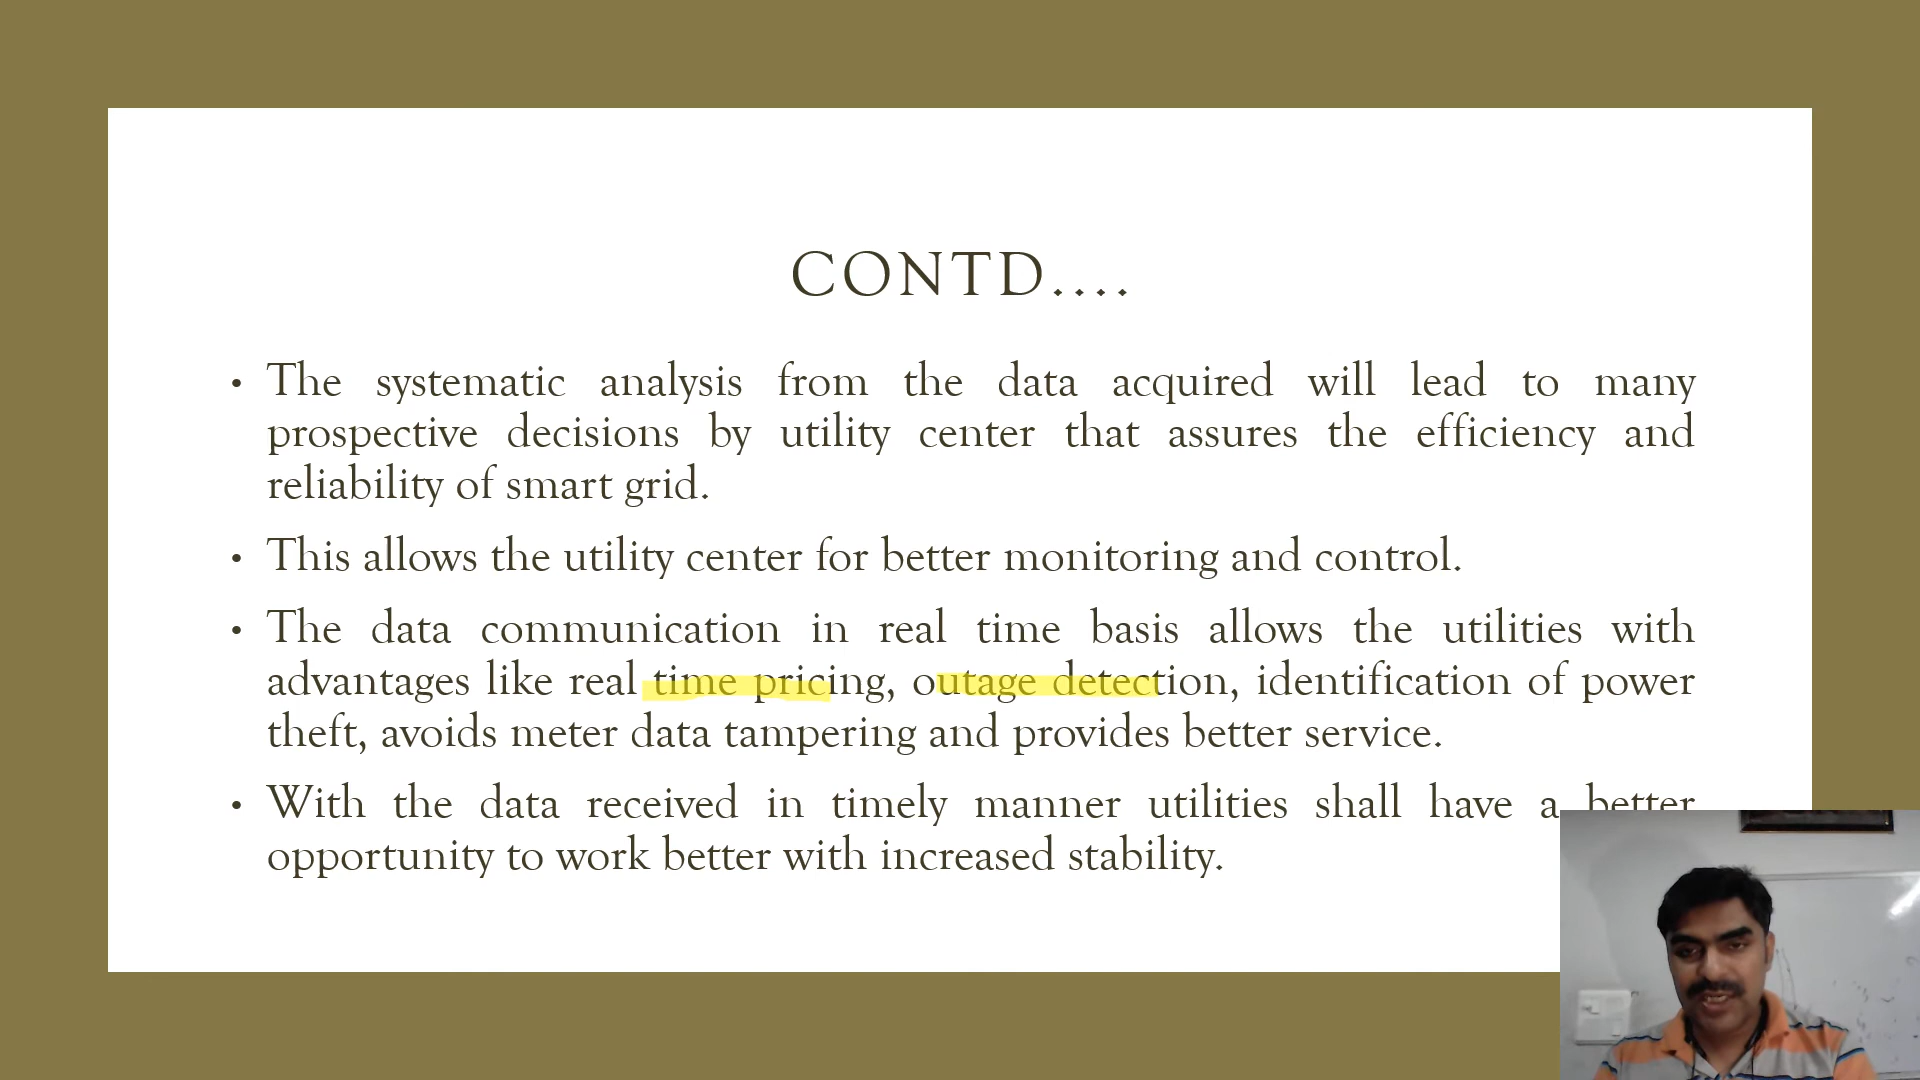 CONTD....
• The systematic analysis from the data acquired will lead to many
prospective decisions by utility center that assures the efficiency and
reliability of smart grid.
• This allows the utility center for better monitoring and control.
• The data communication in real time basis allows the utilities with
advantages like real time pricing, outage detection, identification of power
theft, avoids meter data tampering and provides better service.
• With the data received in timely manner utilities shall have a better
opportunity to work better with increased stability.